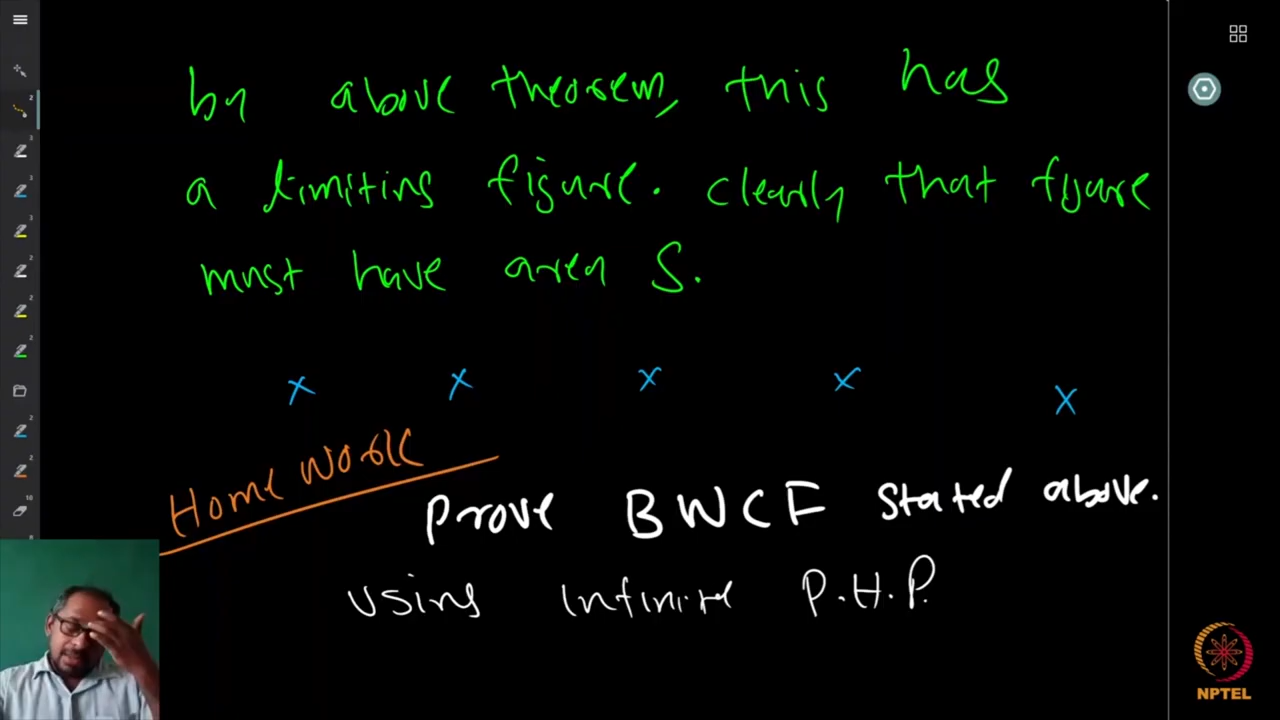 by above theorem, this has
a limiting figure. clearly that figure
must have area S.
x x x x x
Home Work
Prove BWCF stated above.
using infinite P.H.P.
NPTEL